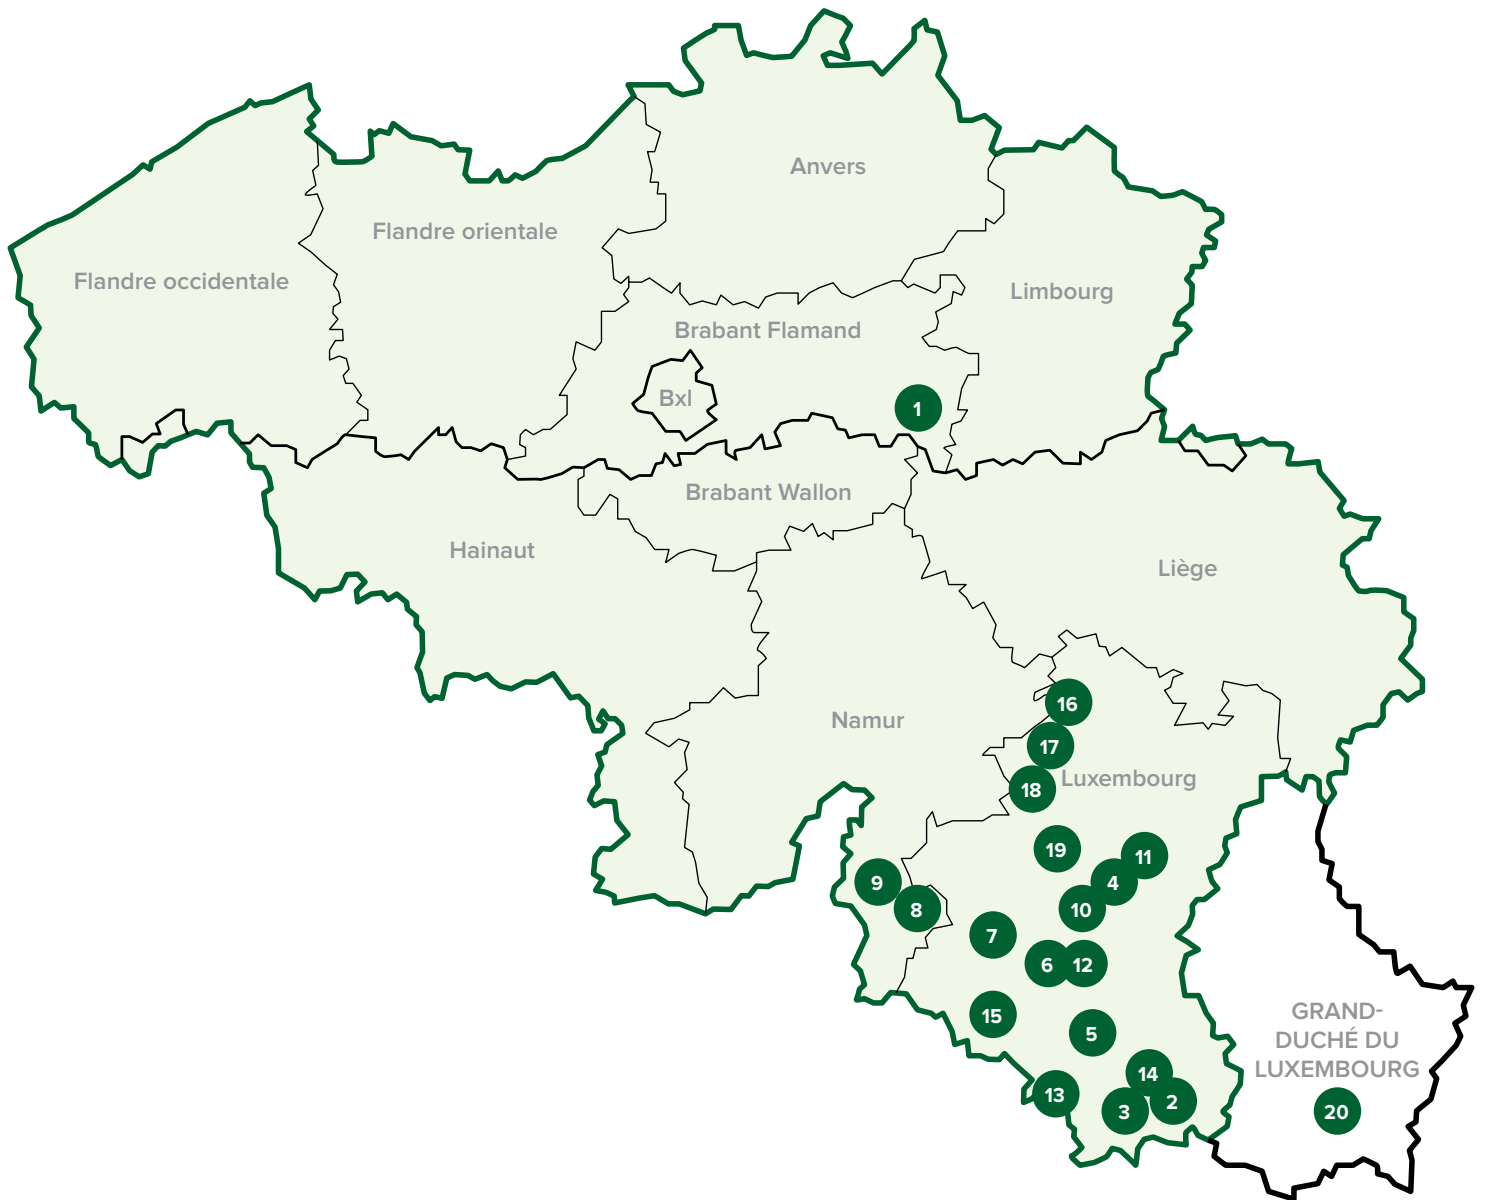 Anvers
Flandre orientale
Flandre occidentale
Limbourg
Brabant Flamand
Bxl
1
Brabant Wallon
Hainaut
Liège
16
Namur
17
Luxembourg
18
19
11
9
4
8
10
7
6
12
GRAND-
DUCHÉ DU
LUXEMBOURG
15
5
14
13
2
3
20